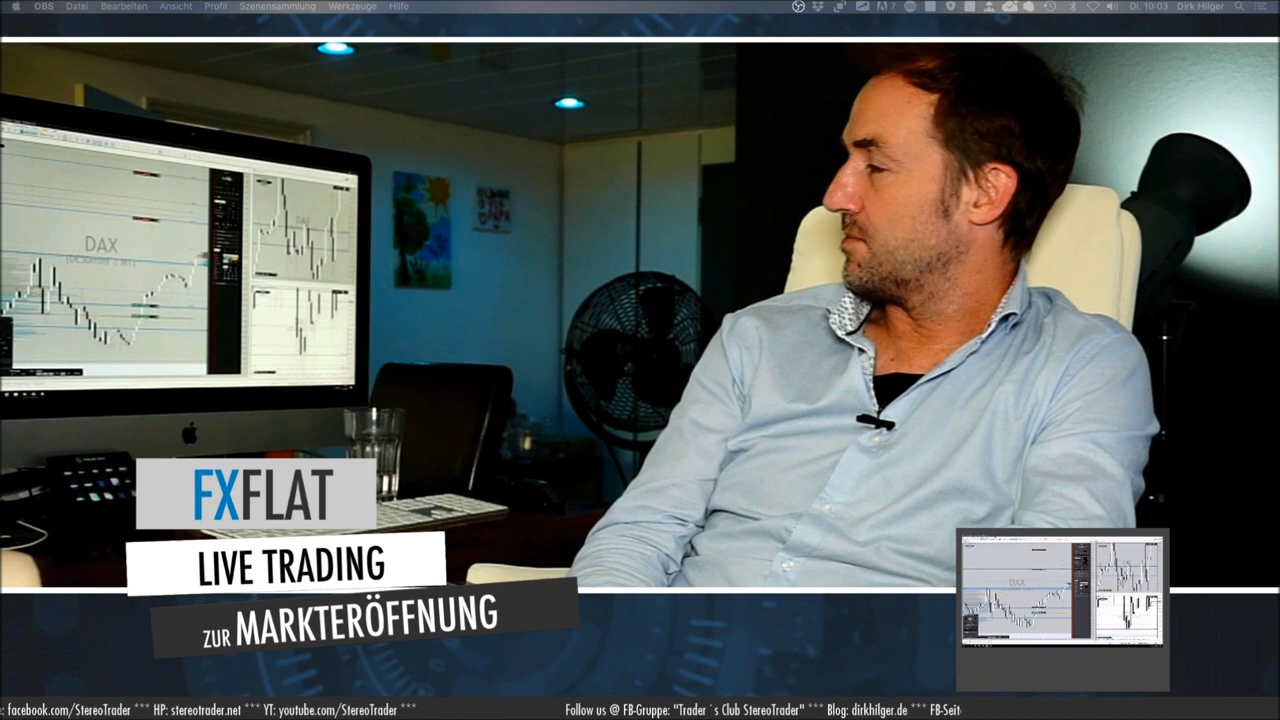 OBS Datei Bearbeiten Ansicht Profil Szenensammlung Werkzeuge Hilfe
7 Di. 10:03 Dirk Hilger
DAX
DAX
FXFLAT
LIVE TRADING
ZUR MARKTERÖFFNUNG
DAX
: facebook.com/StereoTrader *** HP: stereotrader.net *** YT: youtube.com/StereoTrader *** Follow us @ FB-Gruppe: "Trader´s Club StereoTrader" *** Blog: dirkhilger.de *** FB-Seit